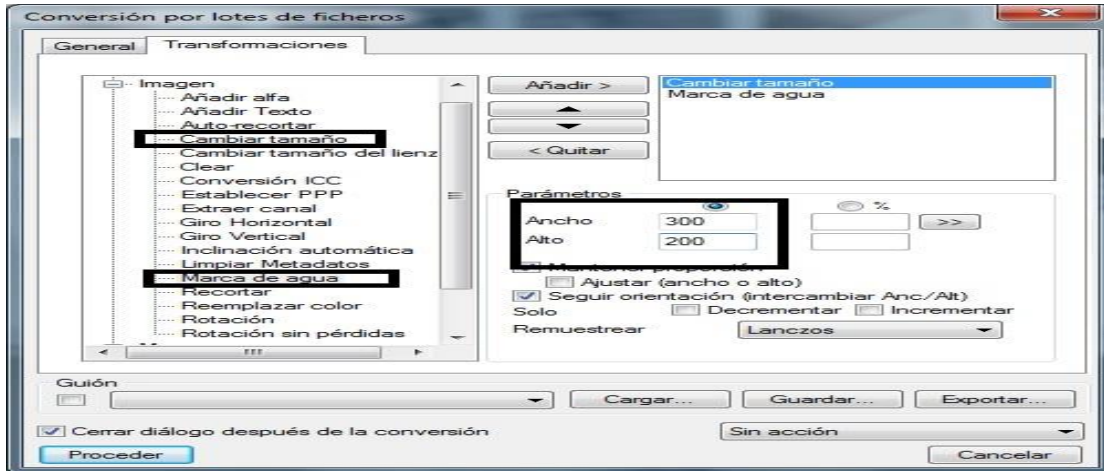 Conversión por lotes de ficheros
General
Transformaciones
Imagen
Añadir alfa
Añadir Texto
Auto-recortar
Cambiar tamaño
Cambiar tamaño del lienz
Clear
Conversión ICC
Establecer PPP
Extraer canal
Giro Horizontal
Giro Vertical
Inclinación automática
Limpiar Metadatos
Marca de agua
Recortar
Reemplazar color
Rotación
Rotación sin pérdidas
Añadir >
< Quitar
Cambiar tamaño
Marca de agua
Parámetros
%
Ancho 300 >>
Alto 200
Mantener proporción
Ajustar (ancho o alto)
Seguir orientación (intercambiar Anc/Alt)
Solo Decrementar Incrementar
Remuestrear Lanczos
Guión
Cargar... Guardar... Exportar...
Cerrar diálogo después de la conversión Sin acción
Proceder Cancelar